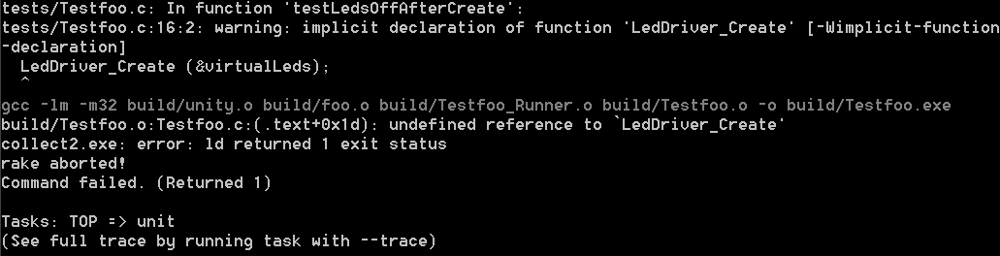 tests/Testfoo.c: In function 'testLedsOffAfterCreate':
tests/Testfoo.c:16:2: warning: implicit declaration of function 'LedDriver_Create' [-Wimplicit-function
-declaration]
  LedDriver_Create (&virtualLeds);
  ^
gcc -lm -m32 build/unity.o build/foo.o build/Testfoo_Runner.o build/Testfoo.o -o build/Testfoo.exe
build/Testfoo.o:Testfoo.c:(.text+0x1d): undefined reference to `LedDriver_Create'
collect2.exe: error: ld returned 1 exit status
rake aborted!
Command failed. (Returned 1)

Tasks: TOP => unit
(See full trace by running task with --trace)